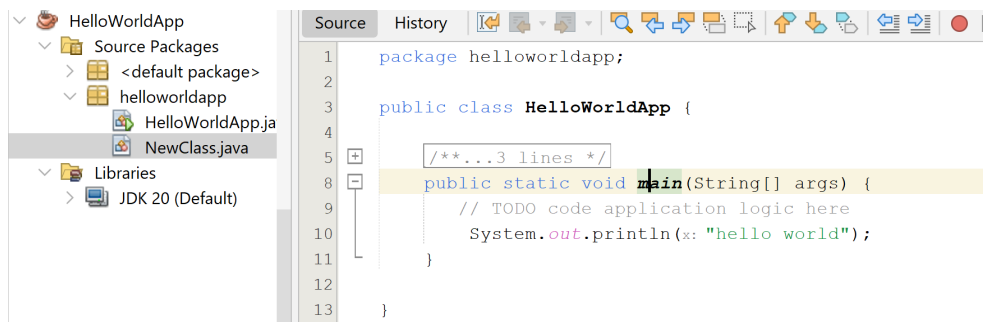 HelloWorldApp
Source Packages
<default package>
helloworldapp
HelloWorldApp.ja
NewClass.java
Libraries
JDK 20 (Default)
Source History
1 package helloworldapp;
2
3 public class HelloWorldApp {
4
5 /**...3 lines */
8 public static void main(String[] args) {
9 // TODO code application logic here
10 System.out.println(x: "hello world");
11 }
12
13 }